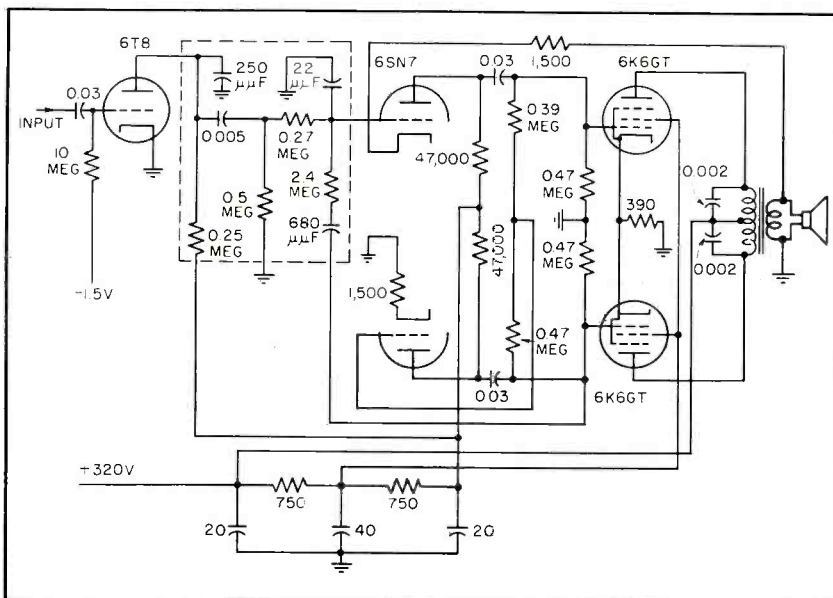 6T8
250
μμF
22
μμF
6SN7
0.03
1,500
6K6GT
0.03
INPUT
0.005
0.27
MEG
0.39
MEG
10
MEG
47,000
2.4
MEG
0.47
MEG
0.002
0.5
MEG
680
μμF
390
0.25
MEG
1,500
47,000
0.47
MEG
0.002
-1.5V
0.47
MEG
0.03
6K6GT
+320V
750
750
20
40
20